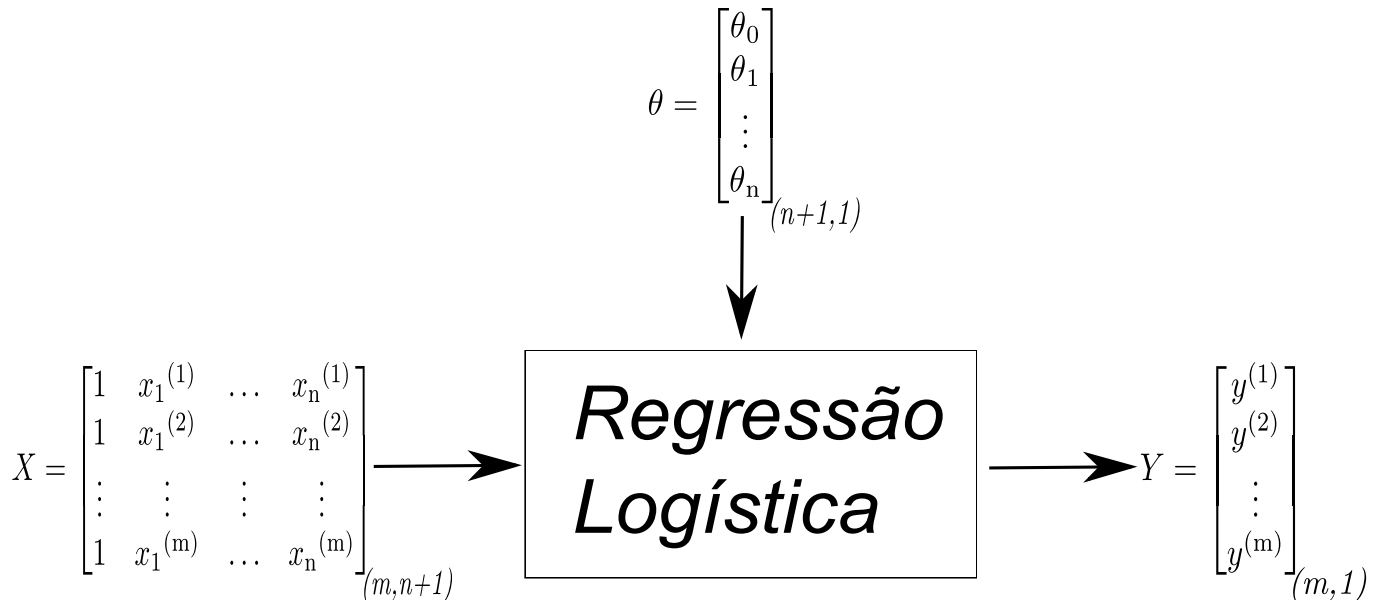 θ = [θ₀
θ₁
⋮
θₙ](n+1,1)
X = [1 x₁⁽¹⁾ … xₙ⁽¹⁾
1 x₁⁽²⁾ … xₙ⁽²⁾
⋮ ⋮ ⋮ ⋮
1 x₁⁽ᵐ⁾ … xₙ⁽ᵐ⁾](m,n+1)
Regressão
Logística
Y = [y⁽¹⁾
y⁽²⁾
⋮
y⁽ᵐ⁾](m,1)